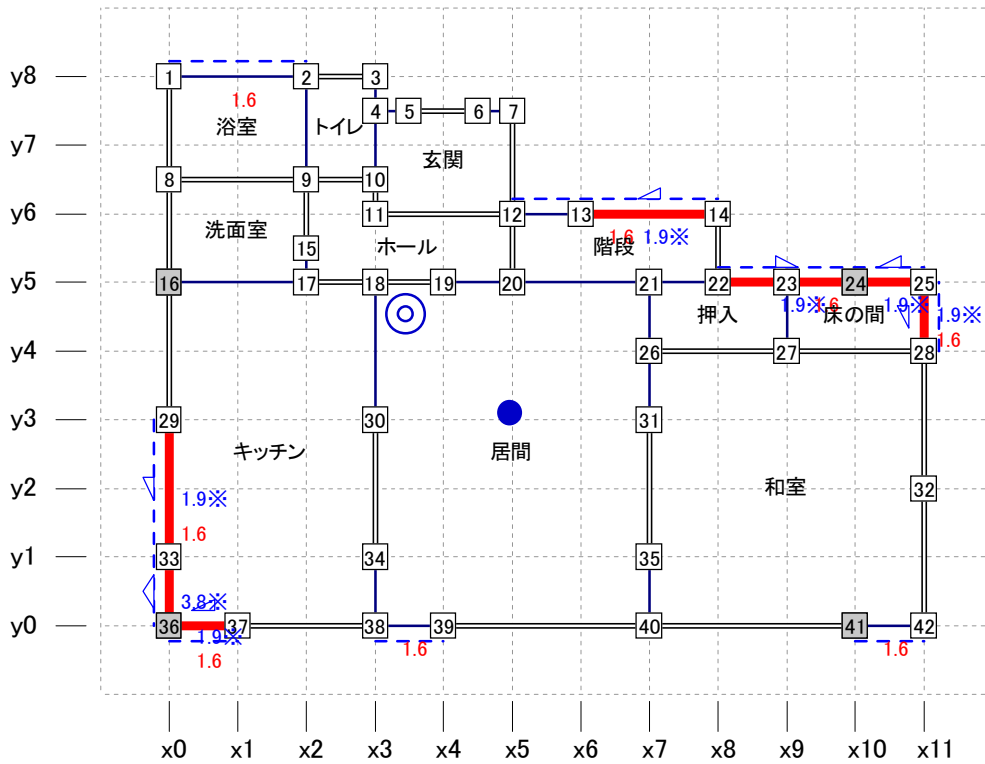 y8
1
2
3
1.6
4
5
6
7
浴室
トイレ
y7
玄関
8
9
10
y6
11
12
13
14
洗面室
ホール
1.6
1.9※
階段
15
y5
16
17
18
19
20
21
22
23
24
25
1.9※
1.6
1.9※
1.9※
押入
床の間
1.6
y4
26
27
28
y3
29
30
31
キッチン
居間
y2
和室
32
1.9※
1.6
y1
33
34
35
3.8※
y0
36
37
38
39
40
41
42
1.9※
1.6
1.6
1.6
x0
x1
x2
x3
x4
x5
x6
x7
x8
x9
x10
x11